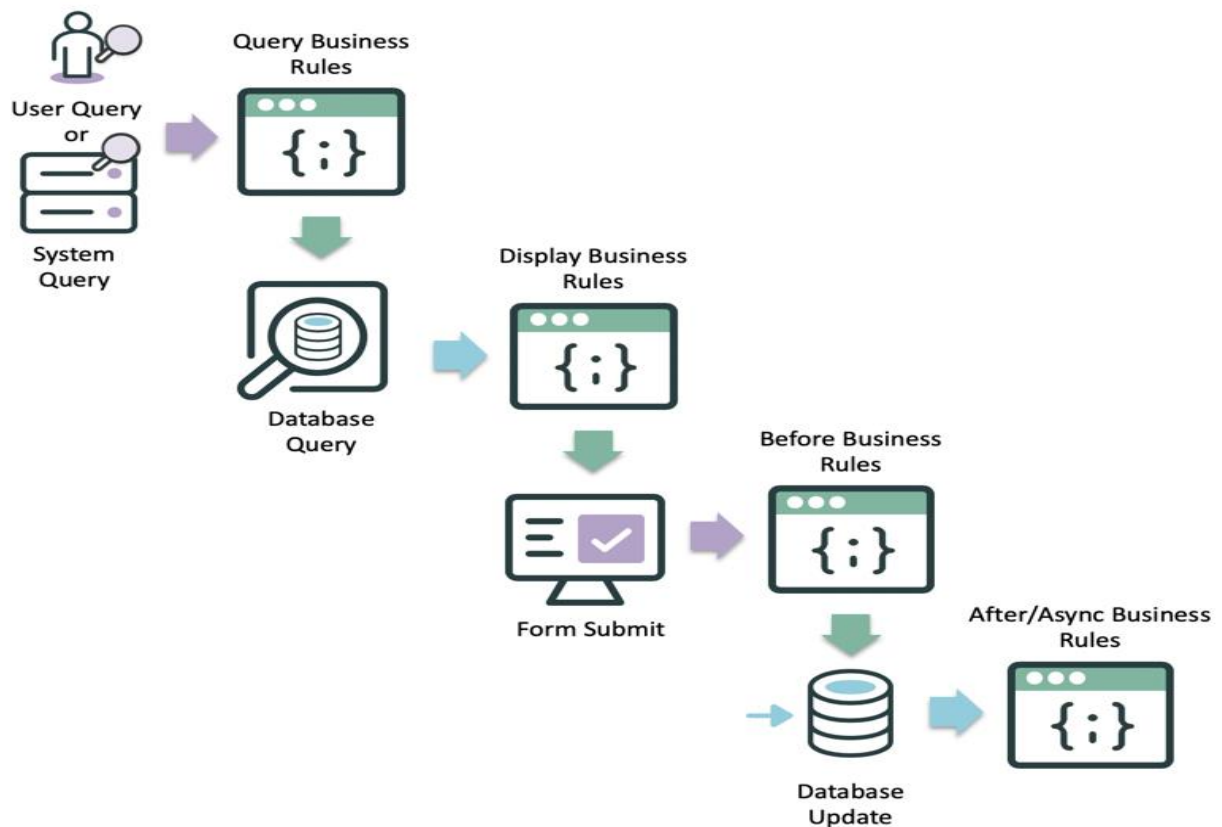 User Query
or
System
Query
Query Business
Rules
{;}
Database
Query
Display Business
Rules
{;}
Form Submit
Before Business
Rules
{;}
Database
Update
After/Async Business
Rules
{;}